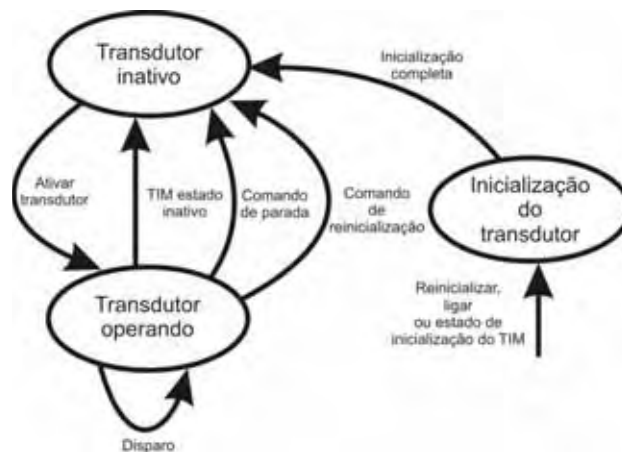 Transdutor
inativo
Inicialização
completa
Ativar
transdutor
TIM estado
inativo
Comando
de parada
Comando
de
reinicialização
Inicialização
do
transdutor
Transdutor
operando
Reinicializar,
ligar
ou estado de
inicialização do TIM
Disparo